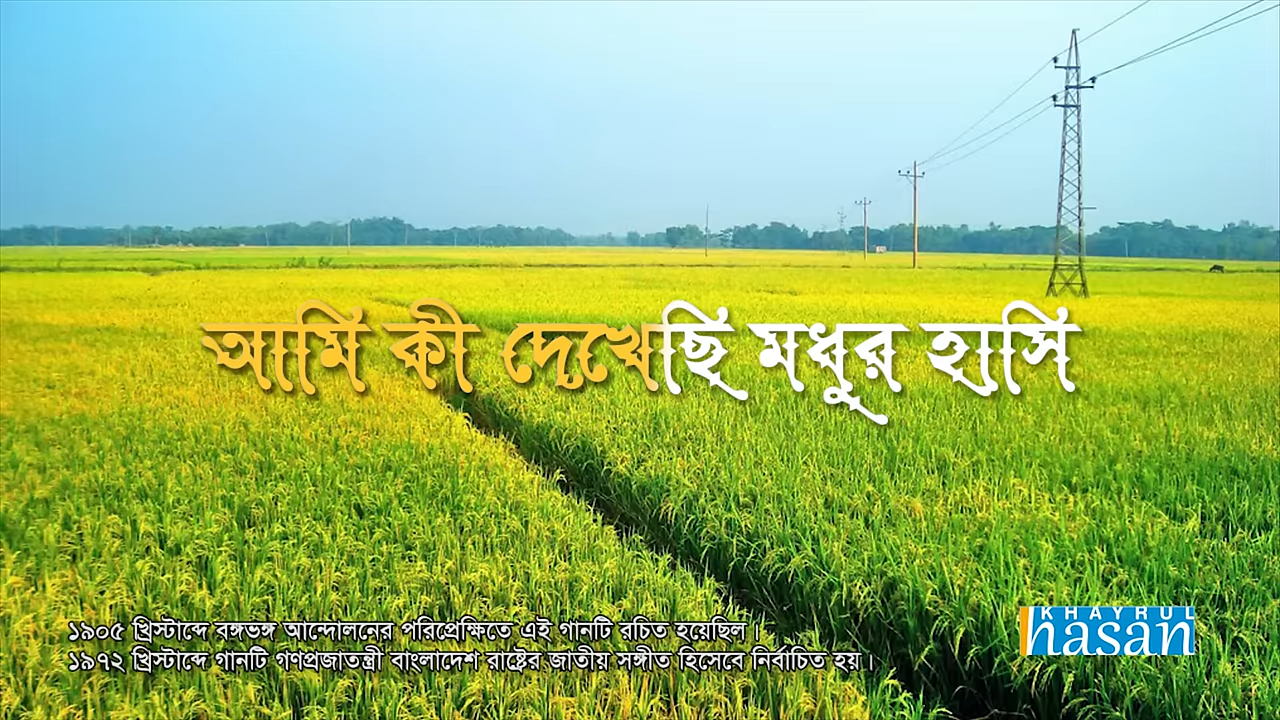 আমি কী দেখেছি মধুর হাসি
১৯০৫ খ্রিস্টাব্দে বঙ্গভঙ্গ আন্দোলনের পরিপ্রেক্ষিতে এই গানটি রচিত হয়েছিল।
১৯৭২ খ্রিস্টাব্দে গানটি গণপ্রজাতন্ত্রী বাংলাদেশ রাষ্ট্রের জাতীয় সঙ্গীত হিসেবে নির্বাচিত হয়।
KHAYRUL
hasan